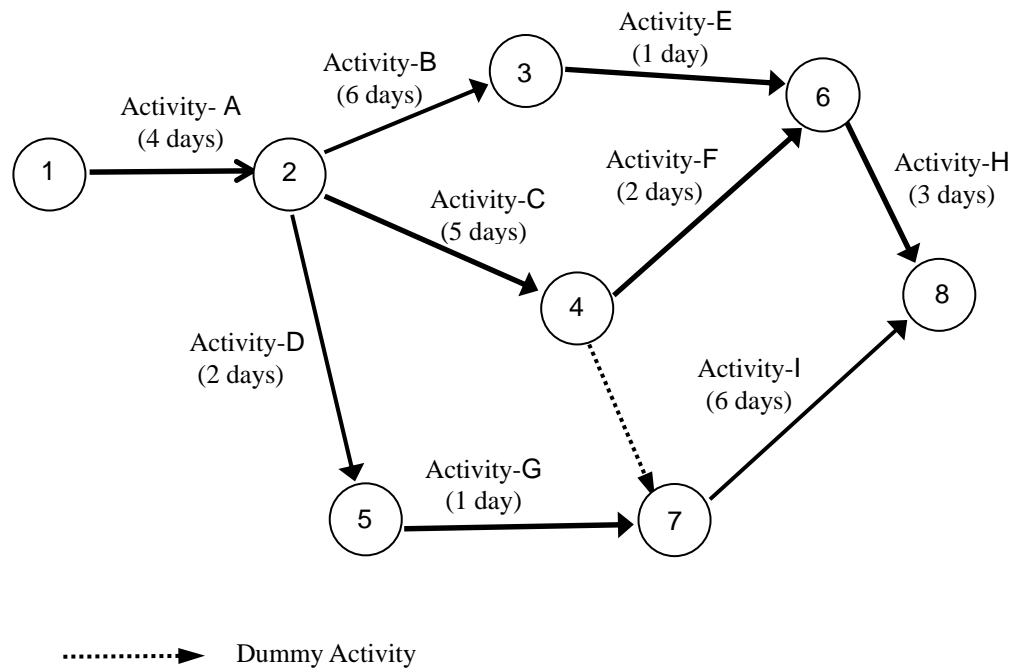 Activity-E
(1 day)
Activity-B
(6 days)
3
6
Activity- A
(4 days)
1
2
Activity-F
(2 days)
Activity-H
(3 days)
Activity-C
(5 days)
4
8
Activity-D
(2 days)
Activity-I
(6 days)
Activity-G
(1 day)
5
7
Dummy Activity